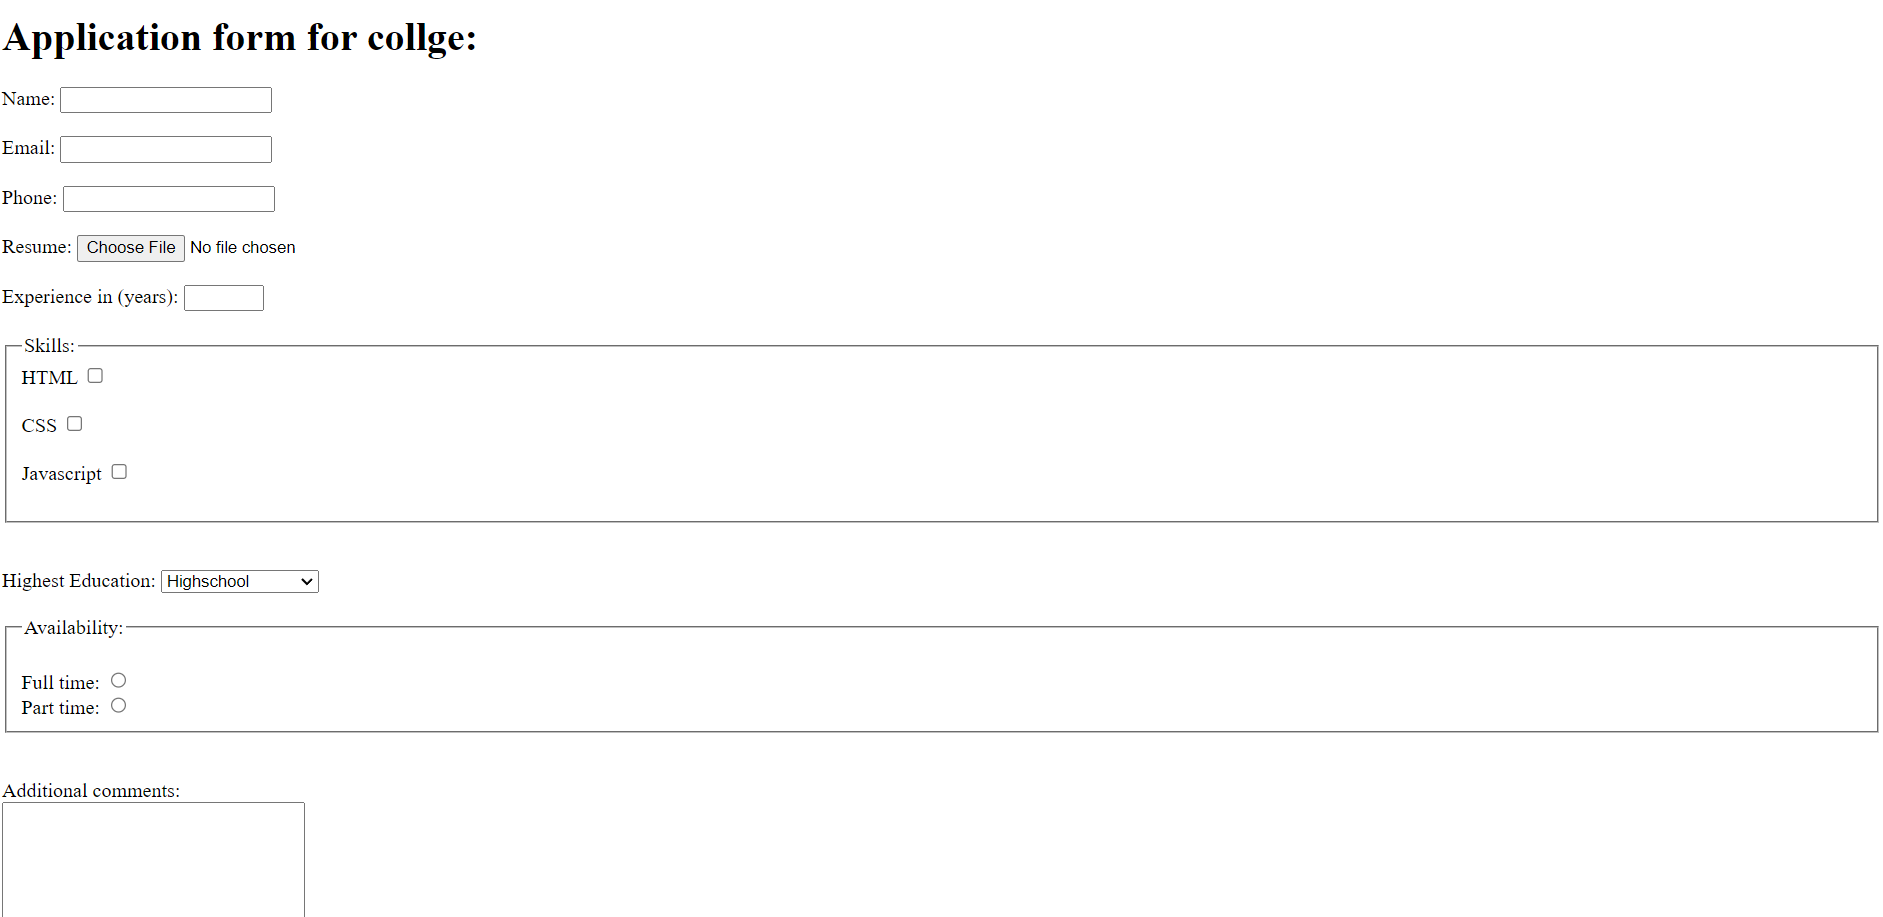 Application form for collge:
Name:
Email:
Phone:
Resume: Choose File No file chosen
Experience in (years):
Skills:
HTML
CSS
Javascript
Highest Education: Highschool
Availability:
Full time:
Part time:
Additional comments: